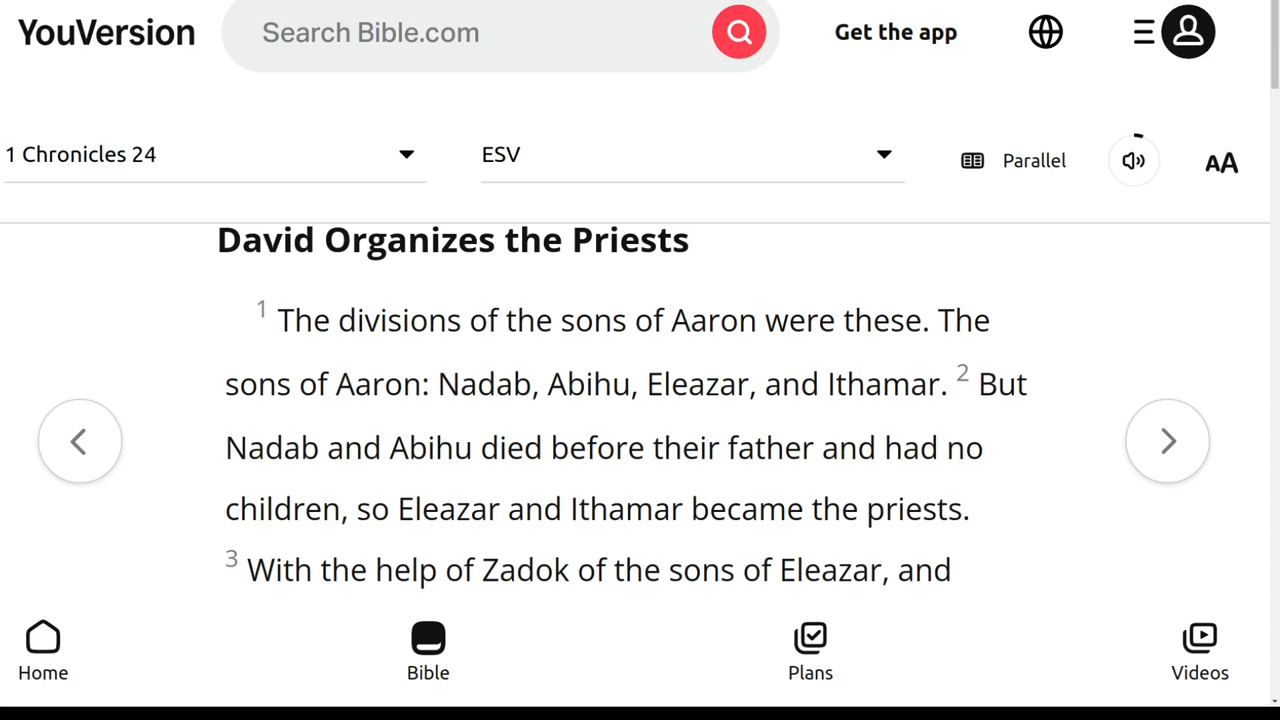 YouVersion Search Bible.com Get the app
1 Chronicles 24 ESV Parallel AA
David Organizes the Priests
1 The divisions of the sons of Aaron were these. The
sons of Aaron: Nadab, Abihu, Eleazar, and Ithamar. 2 But
Nadab and Abihu died before their father and had no
children, so Eleazar and Ithamar became the priests.
3 With the help of Zadok of the sons of Eleazar, and
Home Bible Plans Videos